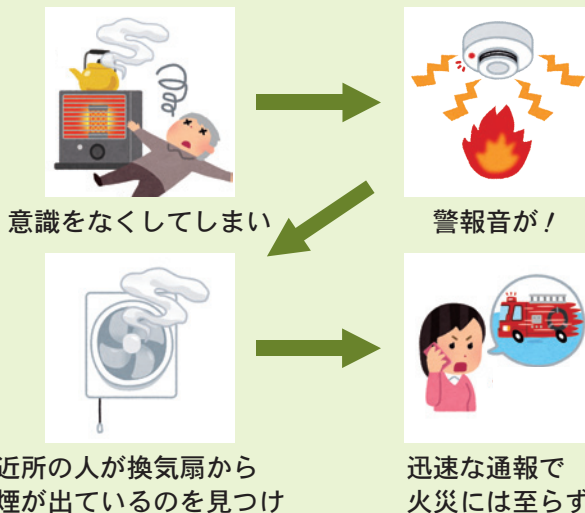 意識をなくしてしまい
警報音が！
近所の人が換気扇から
煙が出ているのを見つけ
迅速な通報で
火災には至らず